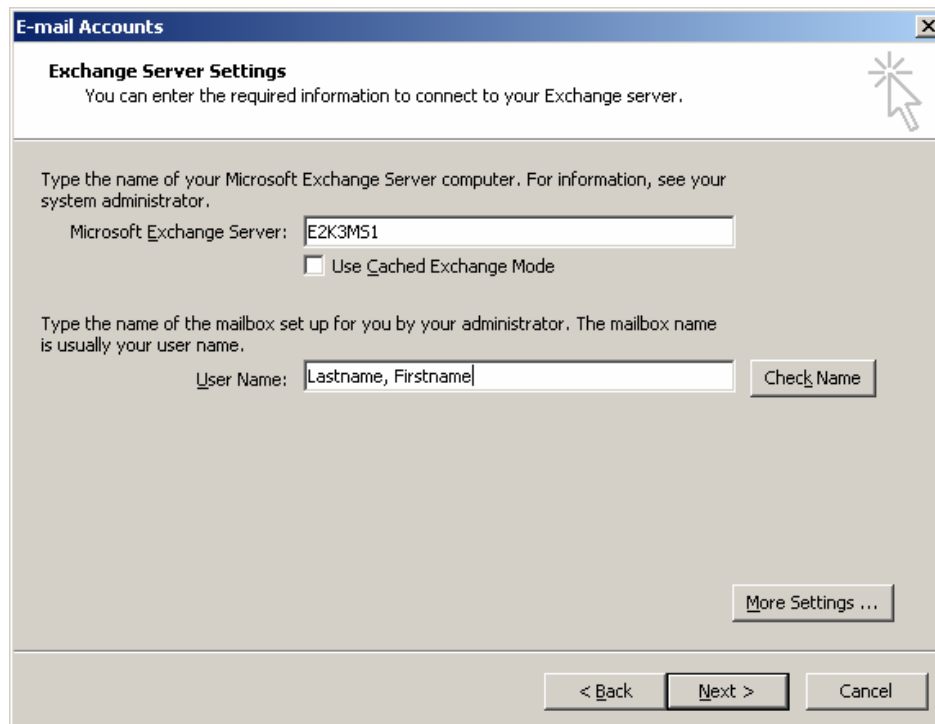 E-mail Accounts
Exchange Server Settings
You can enter the required information to connect to your Exchange server.
Type the name of your Microsoft Exchange Server computer. For information, see your
system administrator.
Microsoft Exchange Server: E2K3MS1
Use Cached Exchange Mode
Type the name of the mailbox set up for you by your administrator. The mailbox name
is usually your user name.
User Name: Lastname, Firstname Check Name
More Settings ...
< Back Next > Cancel